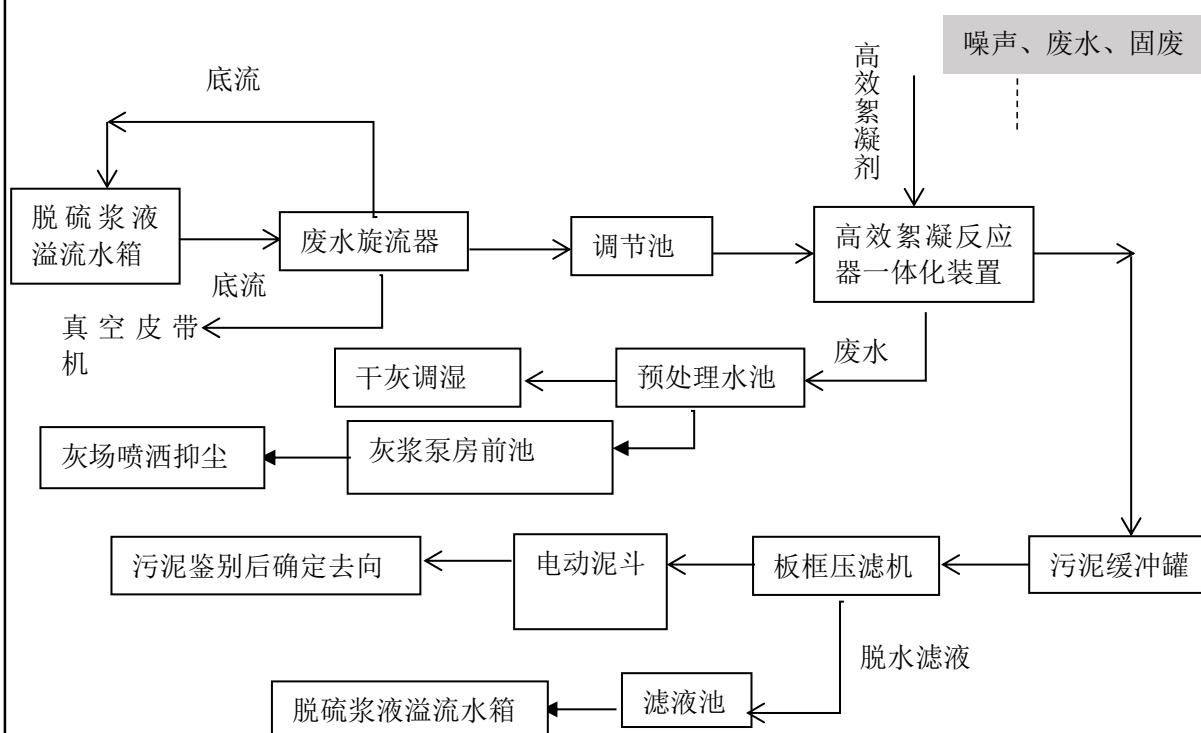 噪声、废水、固废
高效絮凝剂
底流
脱硫浆液
溢流水箱
废水旋流器
调节池
高效絮凝反应
器一体化装置
底流
真空皮带
机
废水
干灰调湿
预处理水池
灰场喷洒抑尘
灰浆泵房前池
污泥鉴别后确定去向
电动泥斗
板框压滤机
污泥缓冲罐
脱水滤液
脱硫浆液溢流水箱
滤液池